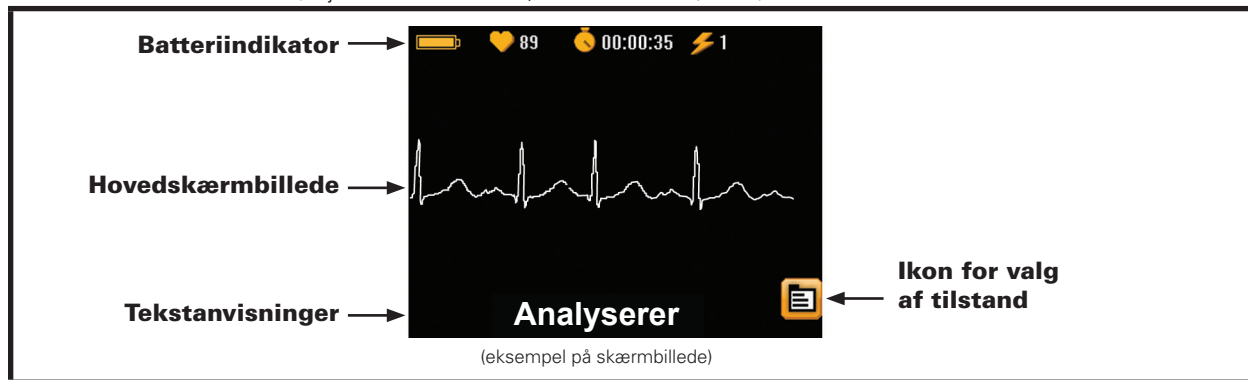 Batteriindikator
89 00:00:35 1
Hovedskærmbillede
Ikon for valg
af tilstand
Tekstanvisninger
Analyserer
(eksempel på skærmbillede)